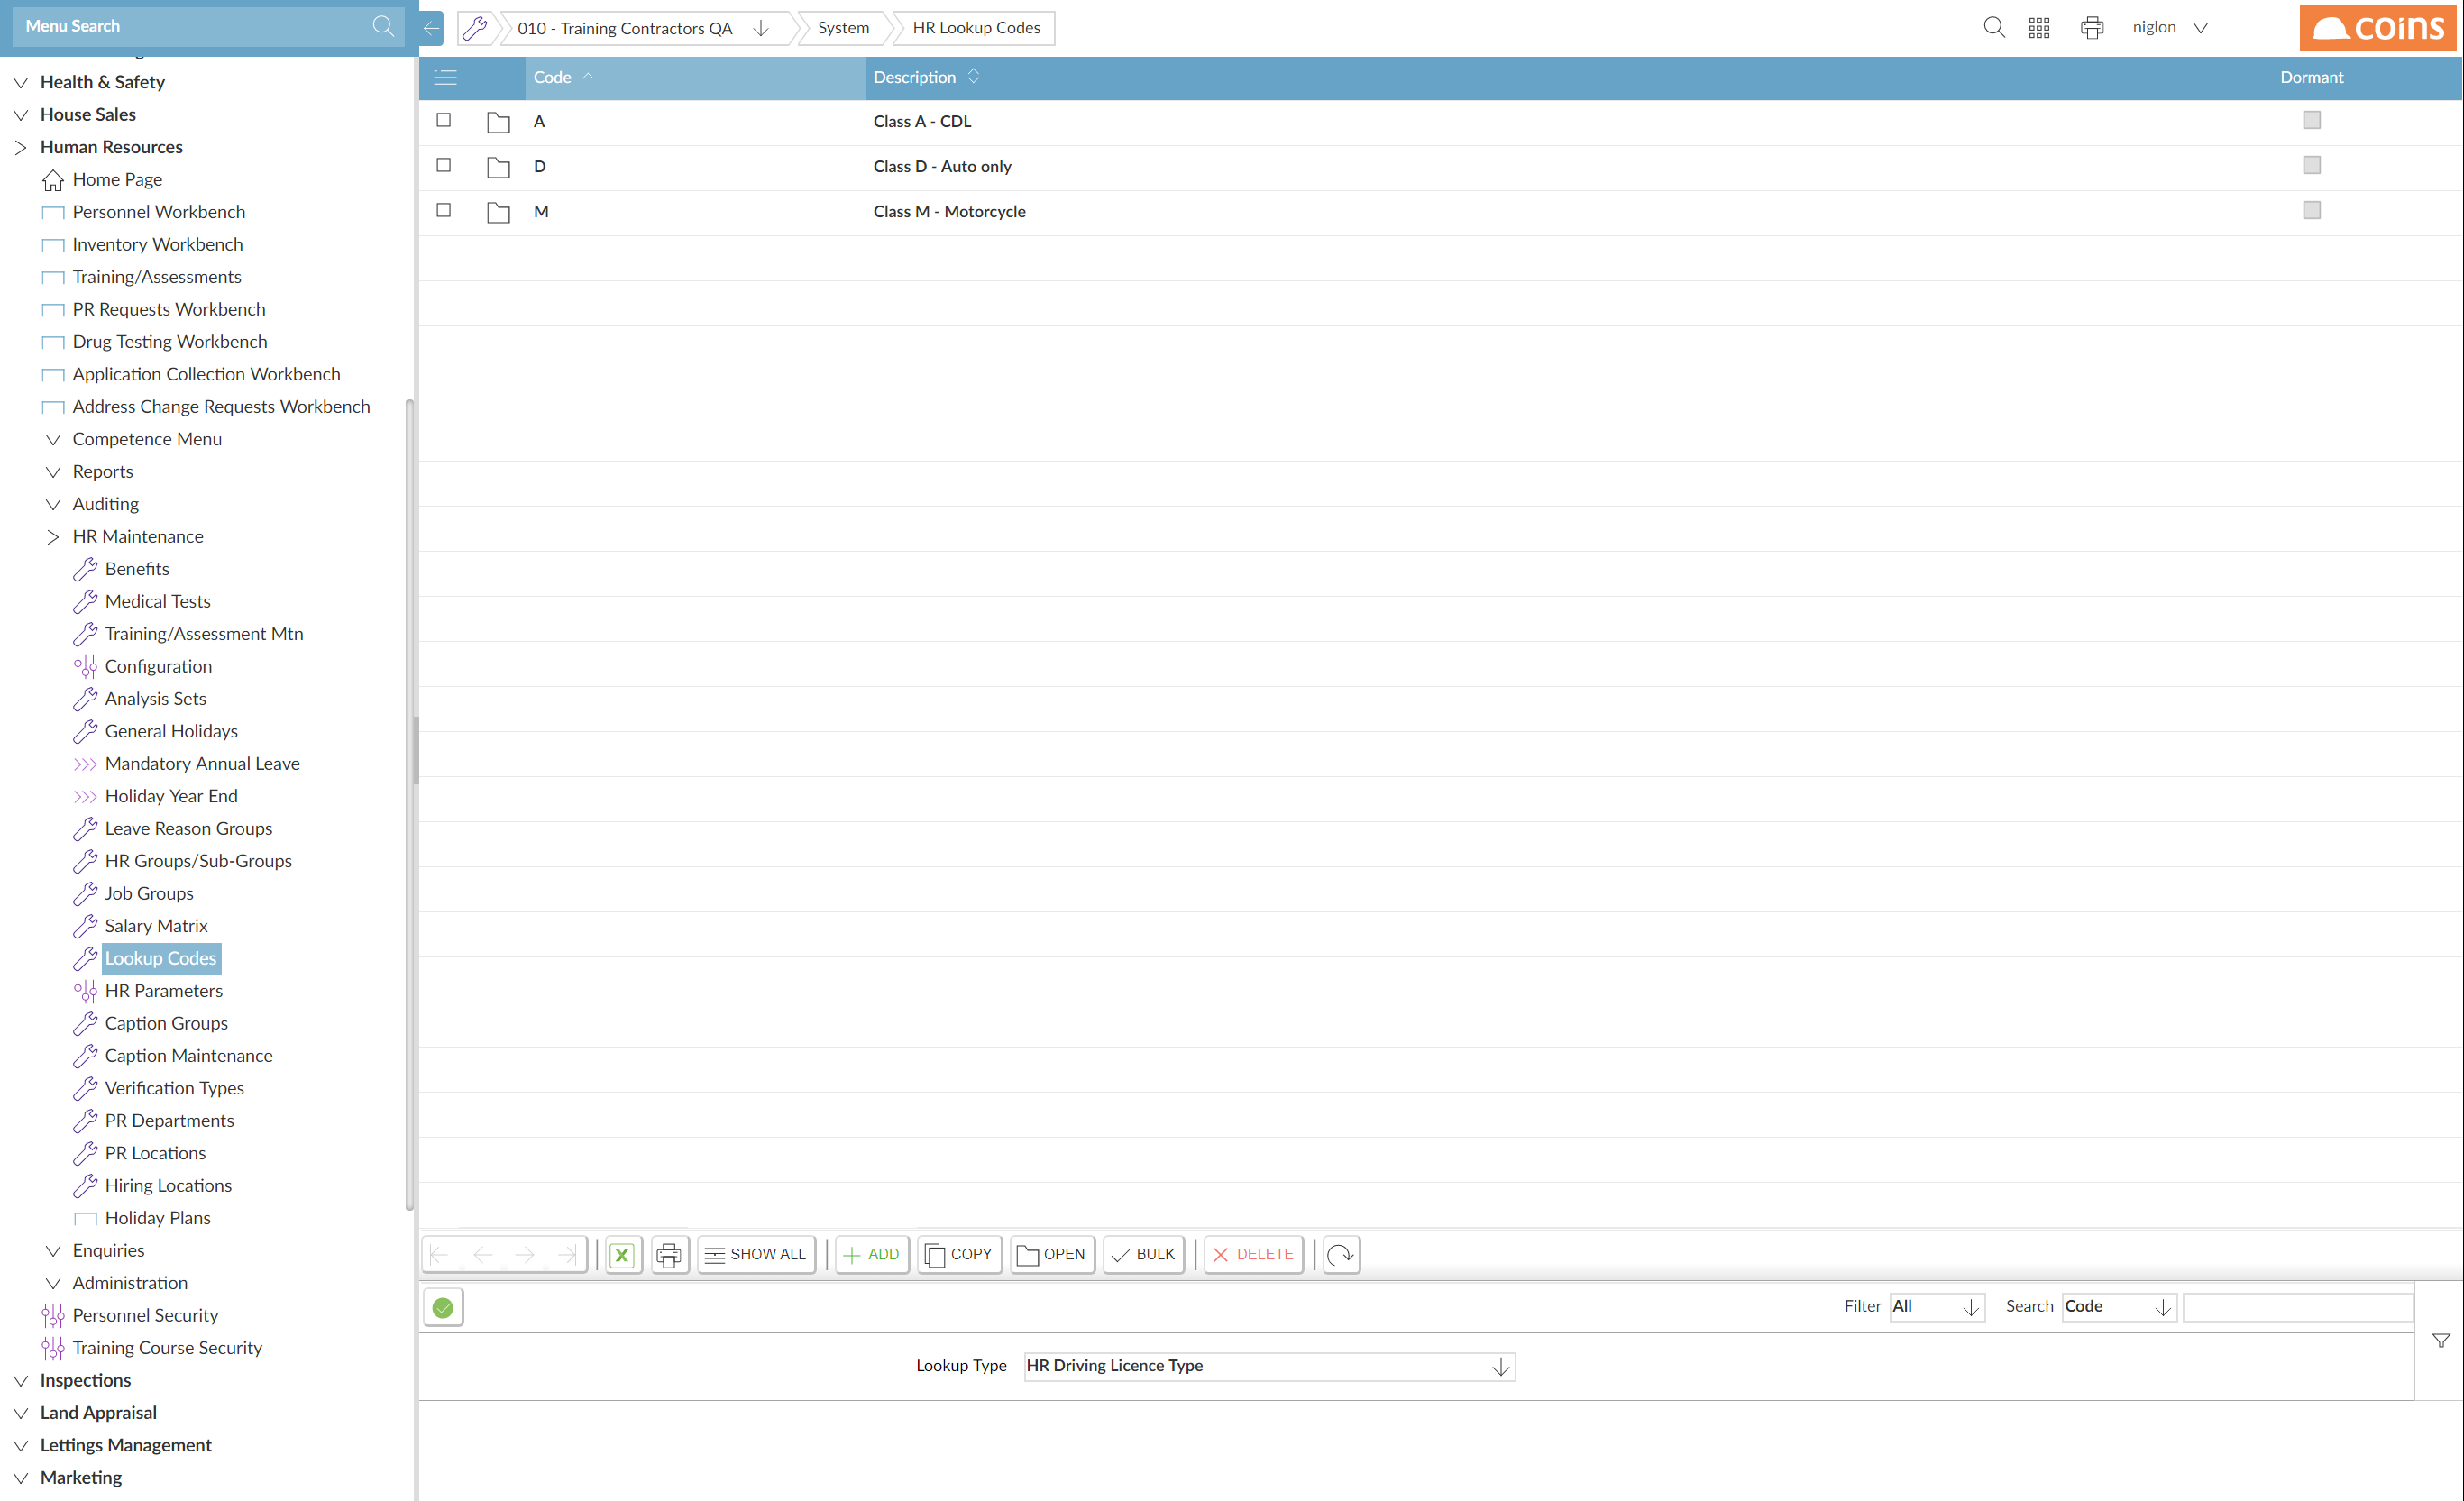 Menu Search
010 - Training Contractors QA
System
HR Lookup Codes
niglon
coins
Code
Description
Dormant
A
Class A - CDL
D
Class D - Auto only
M
Class M - Motorcycle
Health & Safety
House Sales
Human Resources
Home Page
Personnel Workbench
Inventory Workbench
Training/Assessments
PR Requests Workbench
Drug Testing Workbench
Application Collection Workbench
Address Change Requests Workbench
Competence Menu
Reports
Auditing
HR Maintenance
Benefits
Medical Tests
Training/Assessment Mtn
Configuration
Analysis Sets
General Holidays
Mandatory Annual Leave
Holiday Year End
Leave Reason Groups
HR Groups/Sub-Groups
Job Groups
Salary Matrix
Lookup Codes
HR Parameters
Caption Groups
Caption Maintenance
Verification Types
PR Departments
PR Locations
Hiring Locations
Holiday Plans
Enquiries
Administration
Personnel Security
Training Course Security
Inspections
Land Appraisal
Lettings Management
Marketing
SHOW ALL
ADD
COPY
OPEN
BULK
DELETE
Filter
All
Search
Code
Lookup Type
HR Driving Licence Type